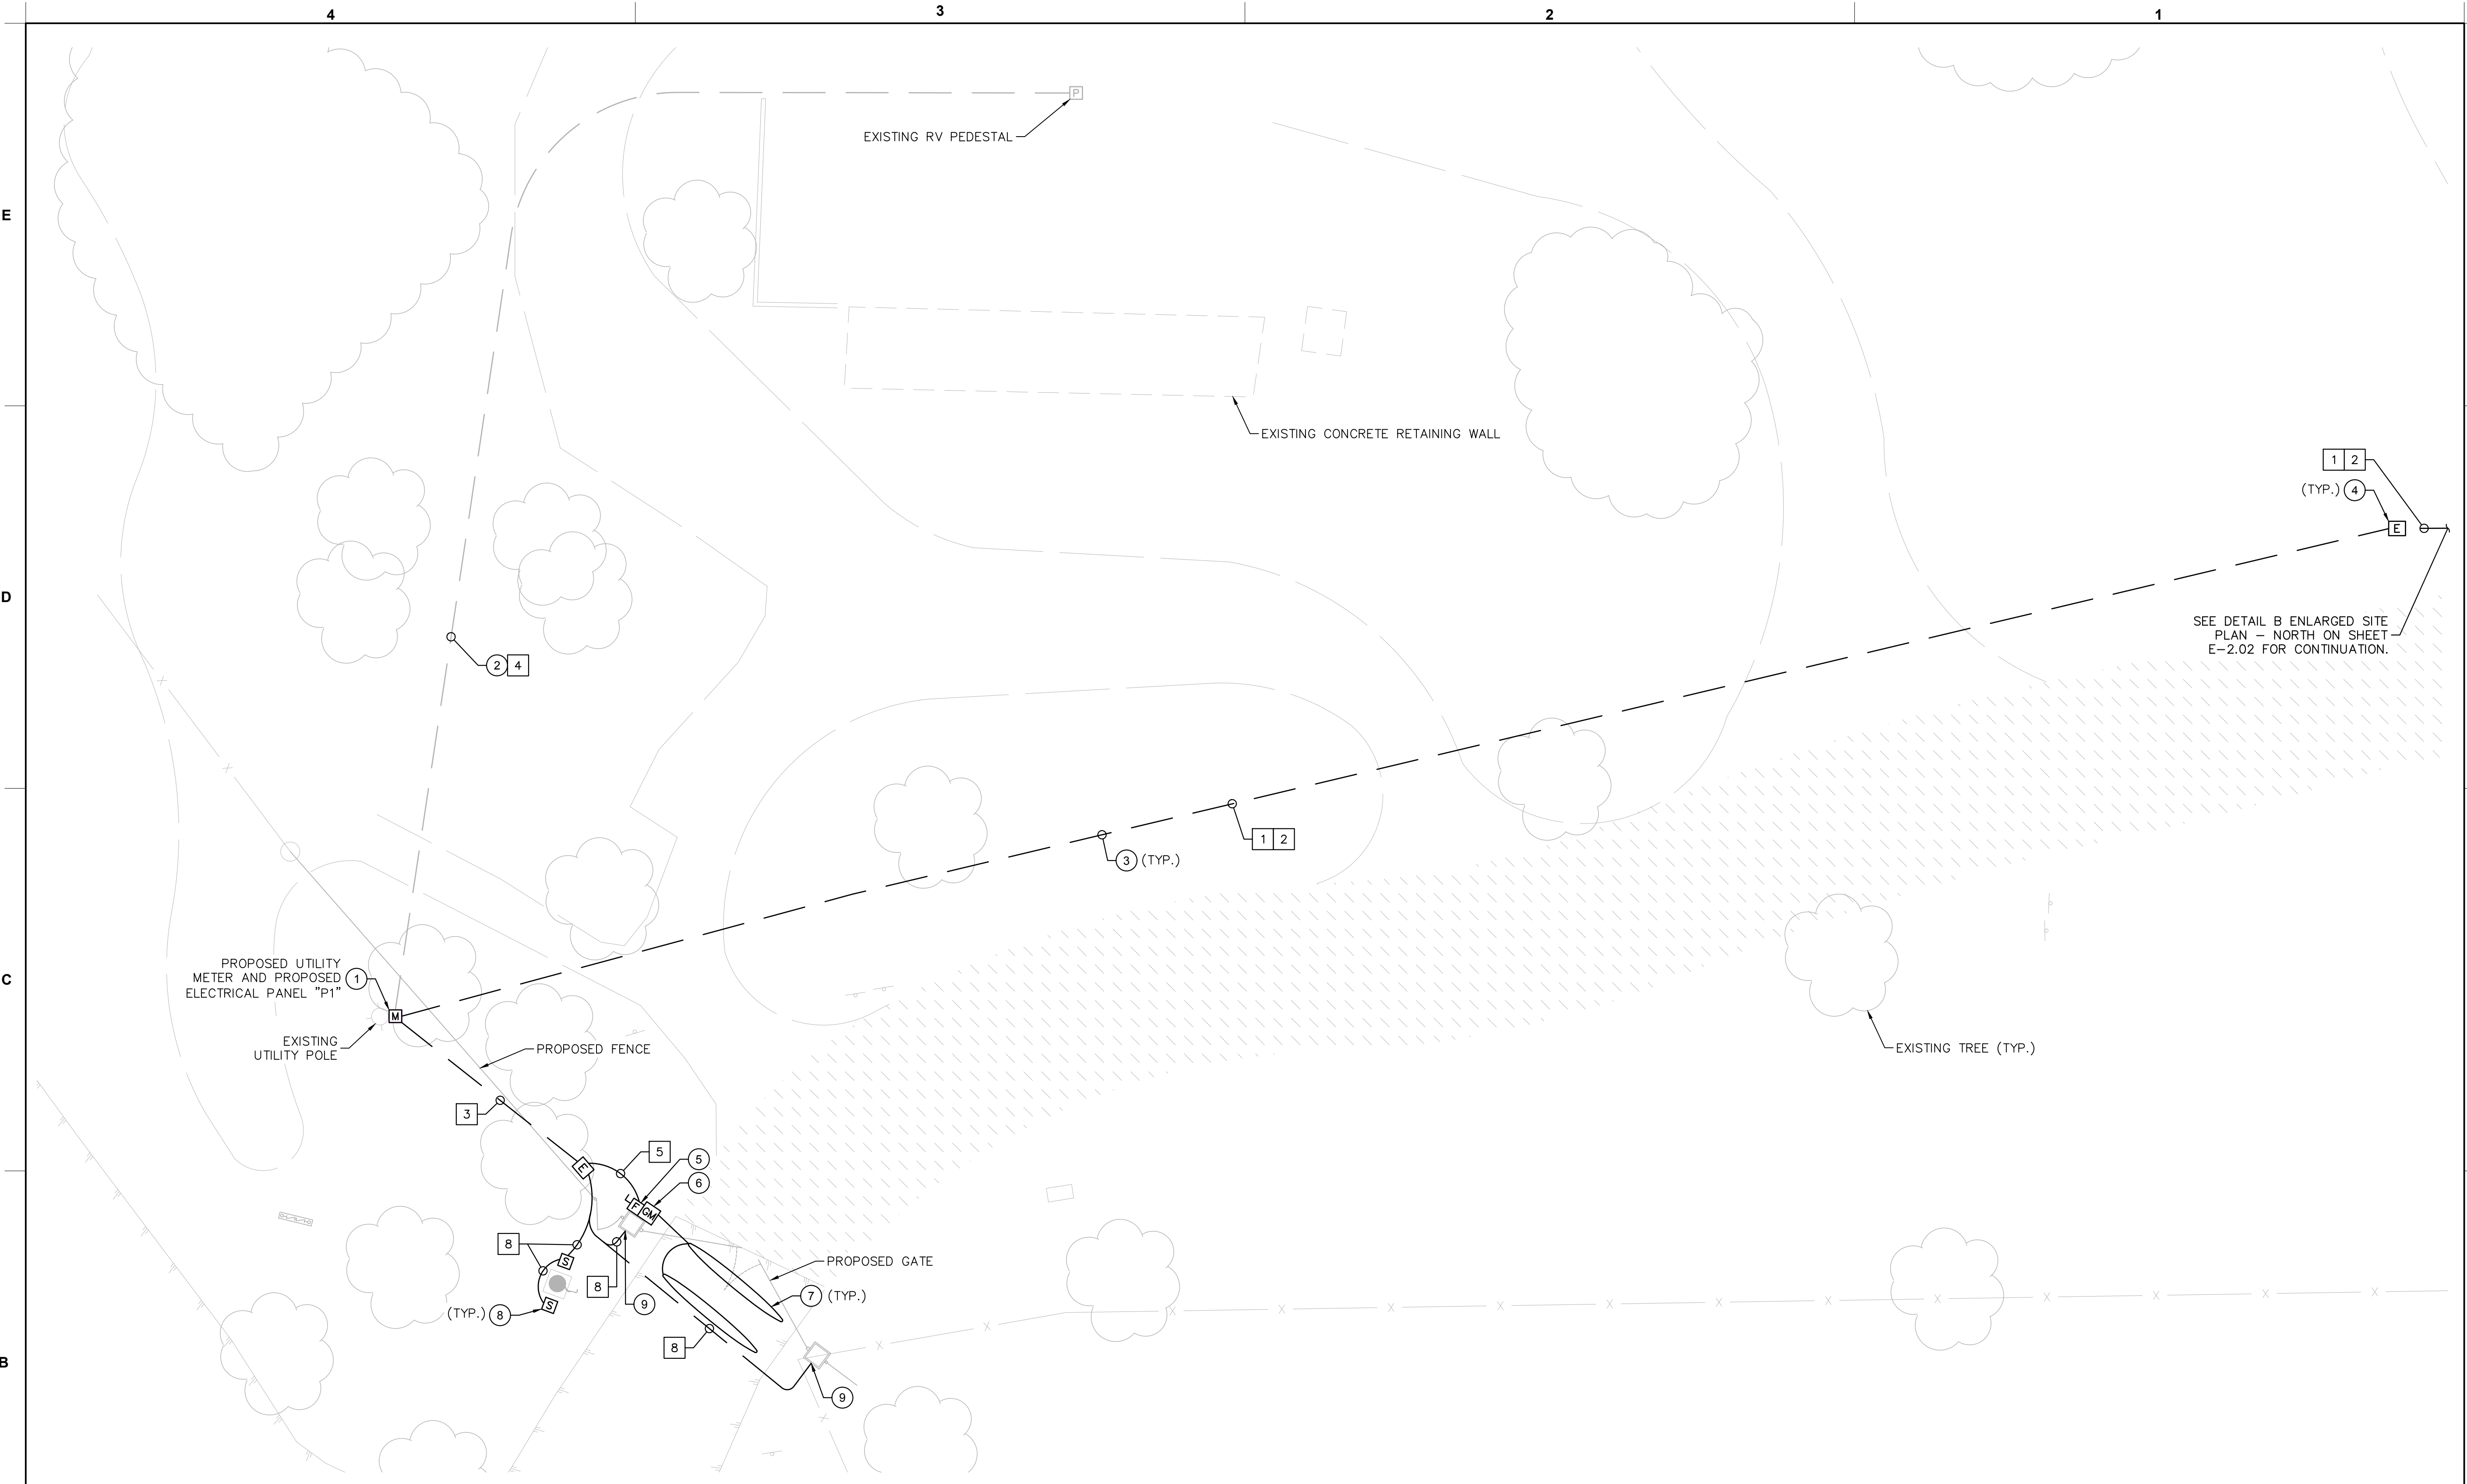 4 3 2 1
P
EXISTING RV PEDESTAL
E
EXISTING CONCRETE RETAINING WALL
1 2
(TYP.) 4
E
D
SEE DETAIL B ENLARGED SITE
PLAN – NORTH ON SHEET
E–2.02 FOR CONTINUATION.
2 4
1 2
3 (TYP.)
C
PROPOSED UTILITY
METER AND PROPOSED
ELECTRICAL PANEL "P1"
1
M
EXISTING
UTILITY POLE
PROPOSED FENCE
EXISTING TREE (TYP.)
3
5
5
E
6
F GM
8
S
PROPOSED GATE
8
7 (TYP.)
9
(TYP.) 8
S
8
B
9